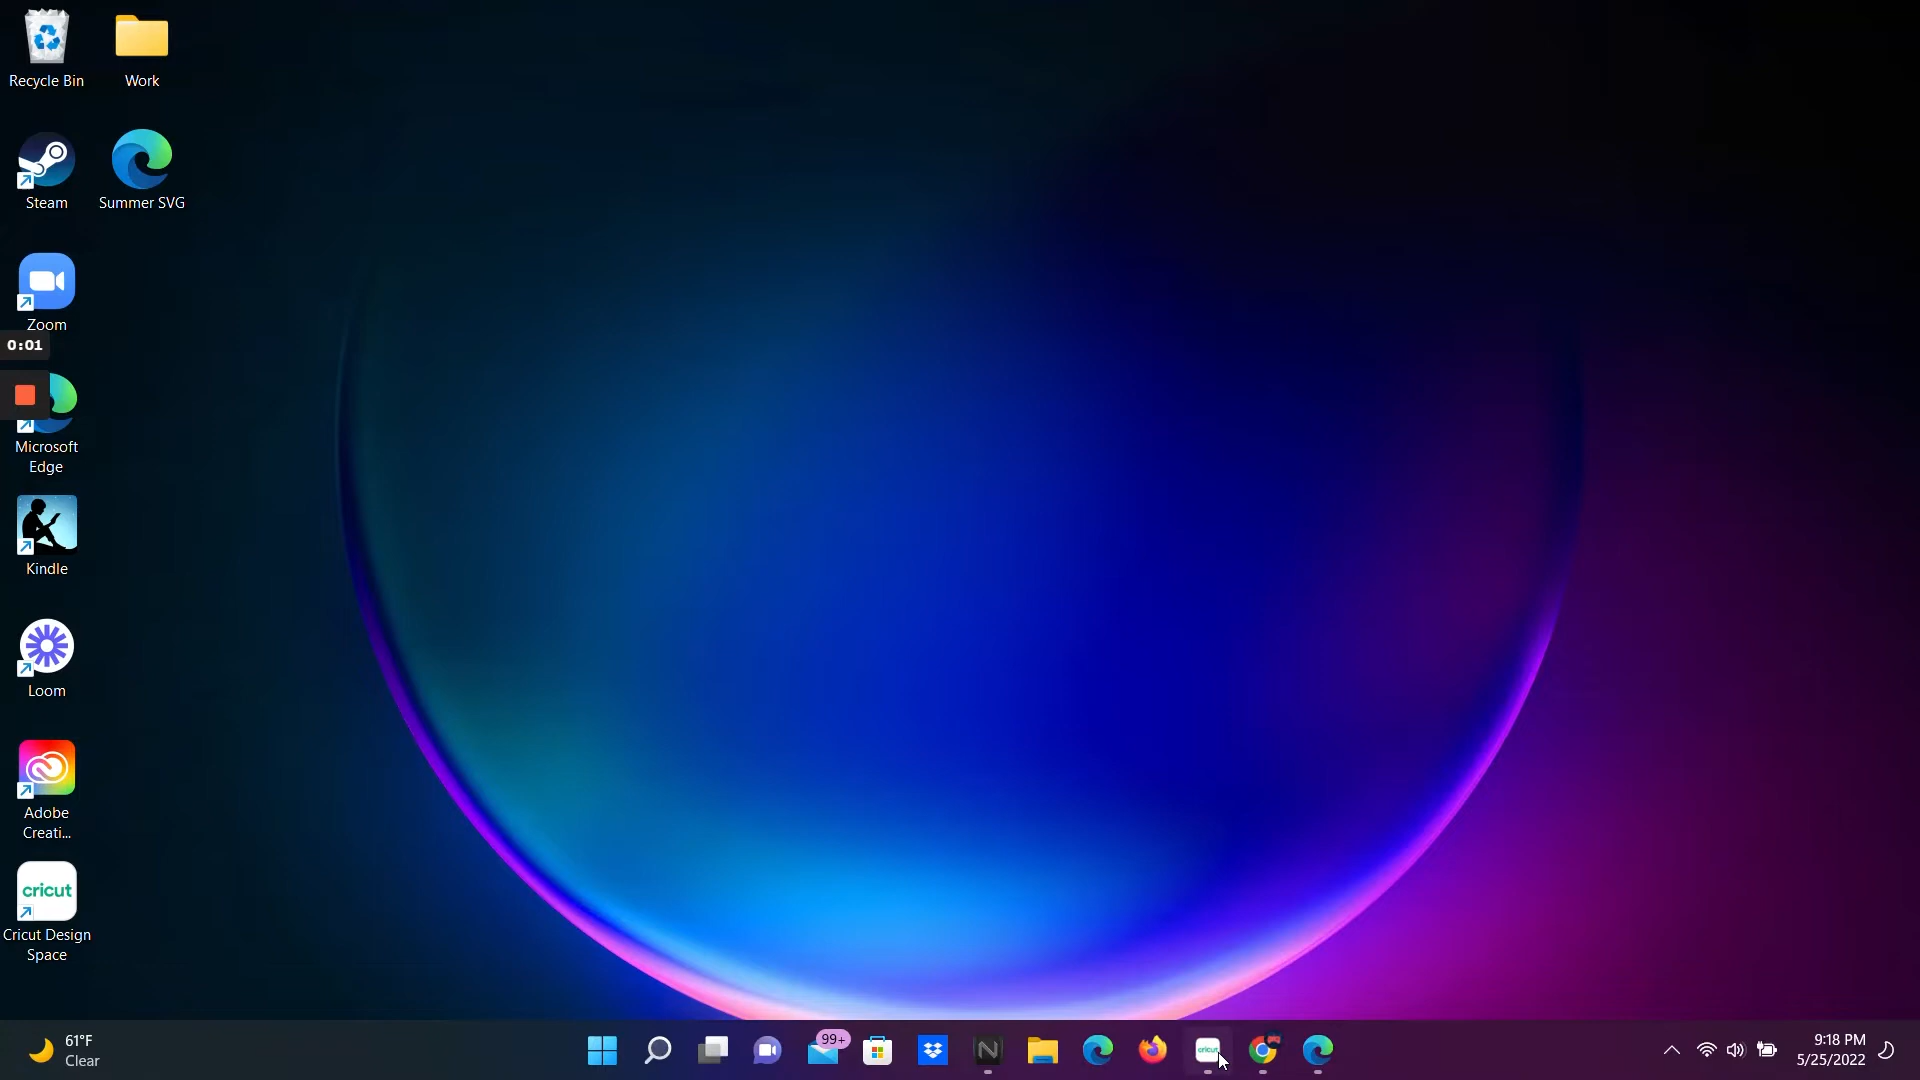 Recycle Bin
Work
Steam
Summer SVG
Zoom
0:01
Microsoft
Edge
Kindle
Loom
Adobe
Creati...
cricut
Cricut Design
Space
61°F
Clear
99+
cricut
9:18 PM
5/25/2022